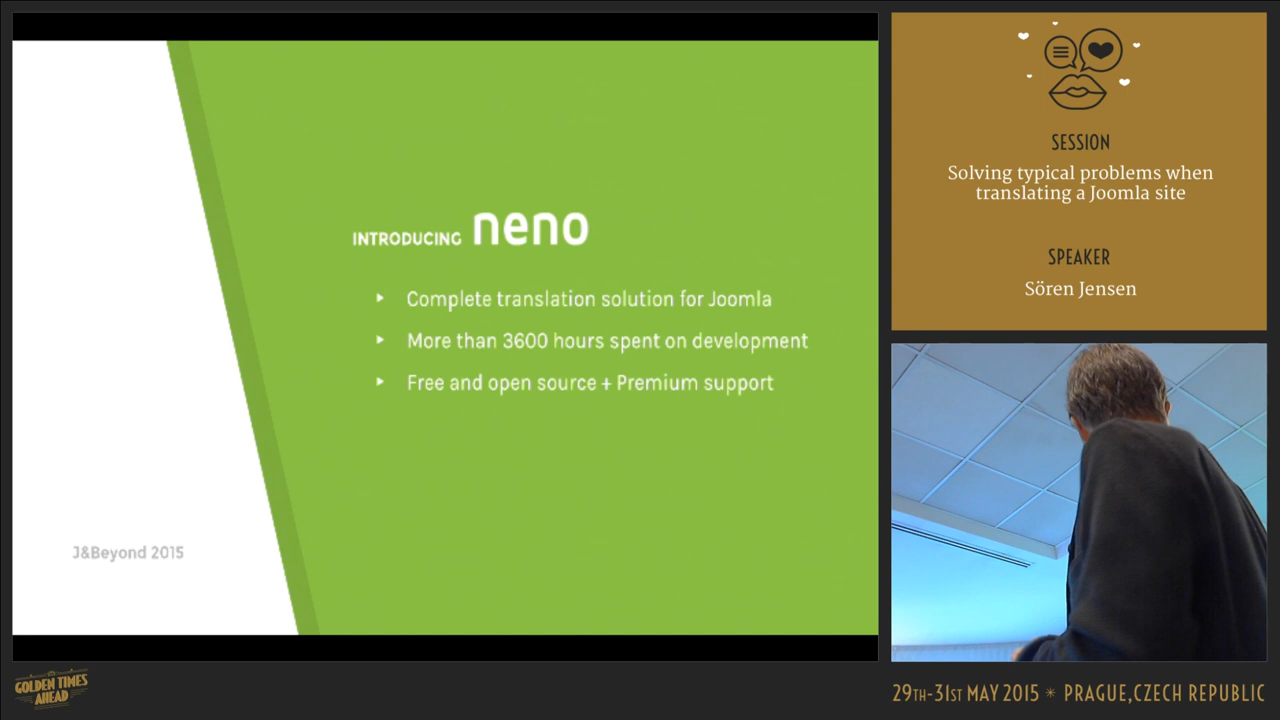 INTRODUCING neno
Complete translation solution for Joomla
More than 3600 hours spent on development
Free and open source + Premium support
J&Beyond 2015
SESSION
Solving typical problems when
translating a Joomla site
SPEAKER
Sören Jensen
GOLDEN TIMES
AHEAD
29TH-31ST MAY 2015 * PRAGUE,CZECH REPUBLIC